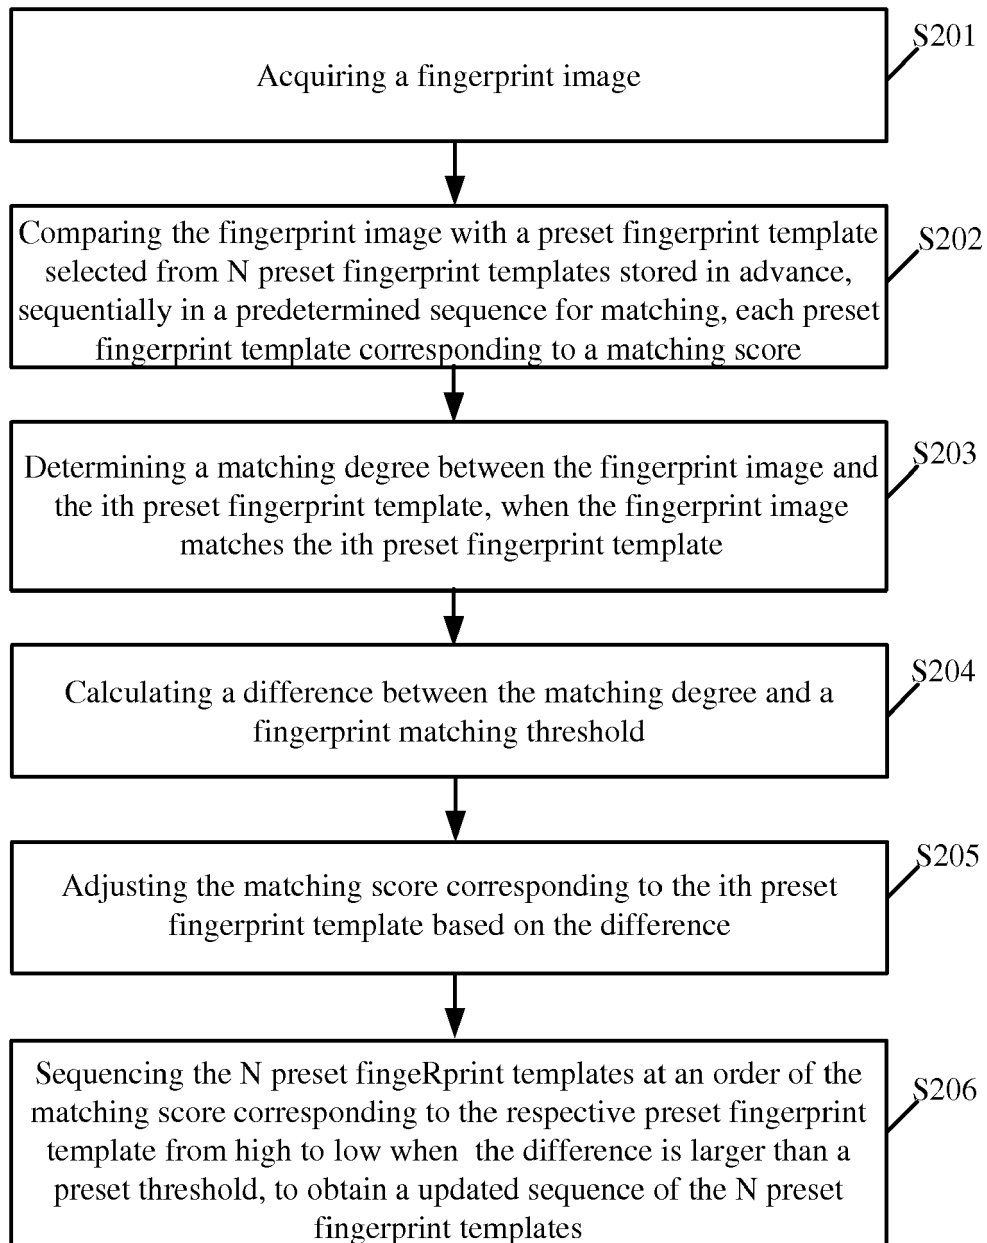 S201
Acquiring a fingerprint image
S202
Comparing the fingerprint image with a preset fingerprint template
selected from N preset fingerprint templates stored in advance,
sequentially in a predetermined sequence for matching, each preset
fingerprint template corresponding to a matching score
S203
Determining a matching degree between the fingerprint image and
the ith preset fingerprint template, when the fingerprint image
matches the ith preset fingerprint template
S204
Calculating a difference between the matching degree and a
fingerprint matching threshold
S205
Adjusting the matching score corresponding to the ith preset
fingerprint template based on the difference
S206
Sequencing the N preset fingeRprint templates at an order of the
matching score corresponding to the respective preset fingerprint
template from high to low when the difference is larger than a
preset threshold, to obtain a updated sequence of the N preset
fingerprint templates